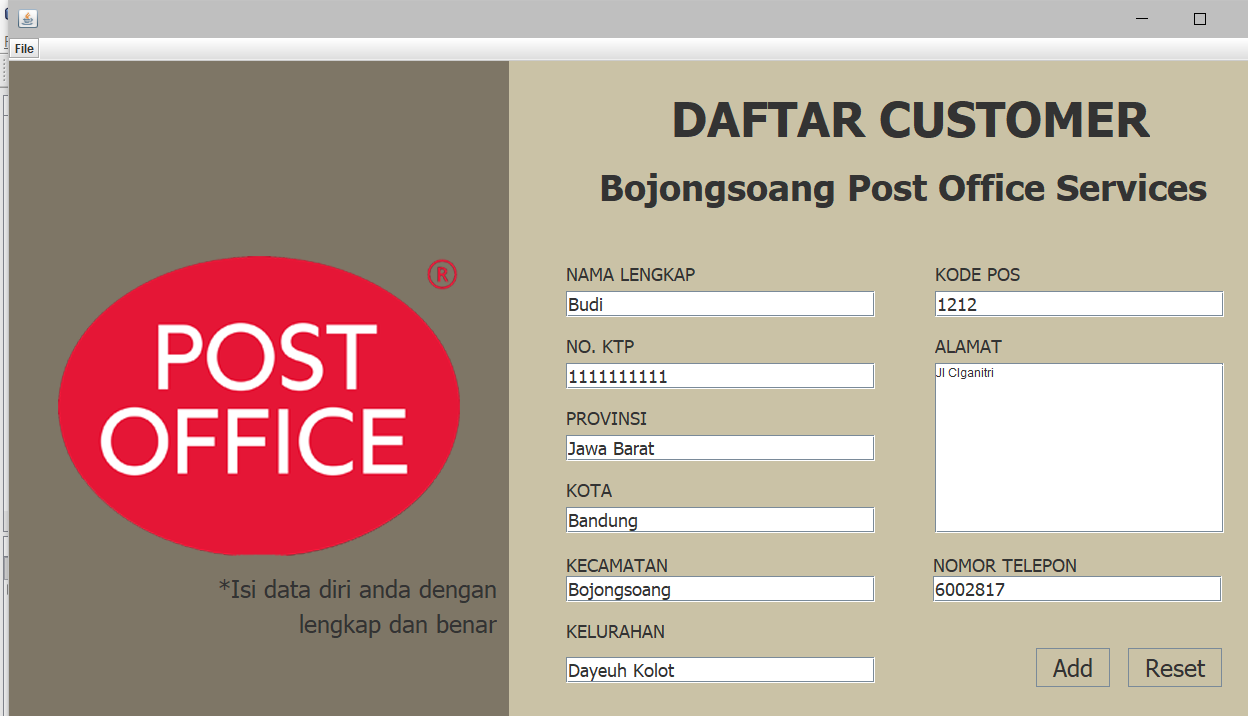 File
DAFTAR CUSTOMER
Bojongsoang Post Office Services
®
POST
OFFICE
*Isi data diri anda dengan
lengkap dan benar
NAMA LENGKAP
Budi
NO. KTP
1111111111
PROVINSI
Jawa Barat
KOTA
Bandung
KECAMATAN
Bojongsoang
KELURAHAN
Dayeuh Kolot
KODE POS
1212
ALAMAT
Jl CIganitri
NOMOR TELEPON
6002817
Add
Reset